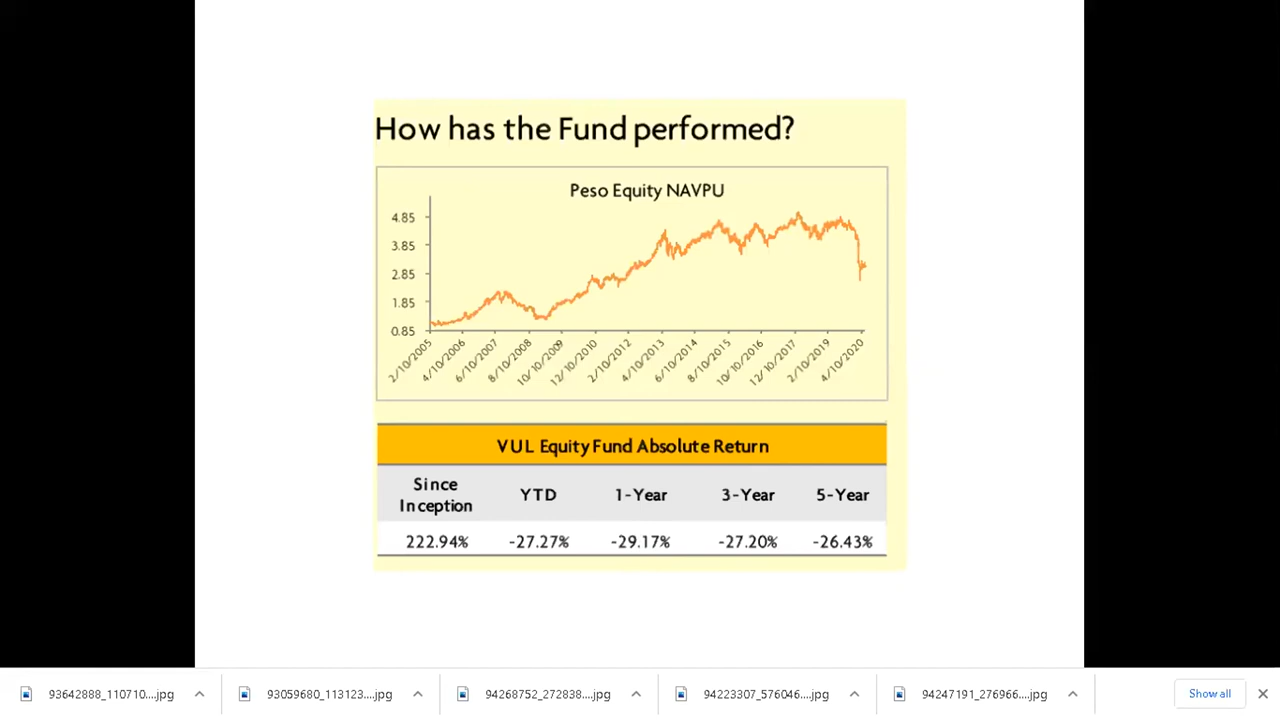 How has the Fund performed?
Peso Equity NAVPU
4.85
3.85
2.85
1.85
0.85
2/10/2005 4/10/2006 6/10/2007 8/10/2008 10/10/2009 12/10/2010 2/10/2012 4/10/2013 6/10/2014 8/10/2015 10/10/2016 12/10/2017 2/10/2019 4/10/2020
VUL Equity Fund Absolute Return
Since Inception YTD 1-Year 3-Year 5-Year
222.94% -27.27% -29.17% -27.20% -26.43%
93642888_110710....jpg 93059680_113123....jpg 94268752_272838....jpg 94223307_576046....jpg 94247191_276966....jpg Show all